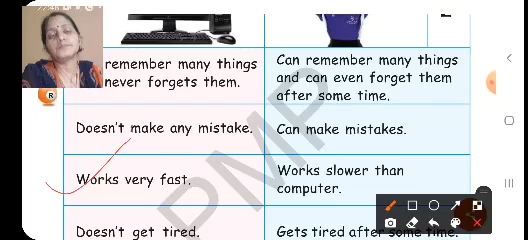 remember many things
never forgets them.
Can remember many things
and can even forget them
after some time.
R
Doesn't make any mistake.
Can make mistakes.
Works very fast.
Works slower than
computer.
Doesn't get tired.
Gets tired after some time.
PMP